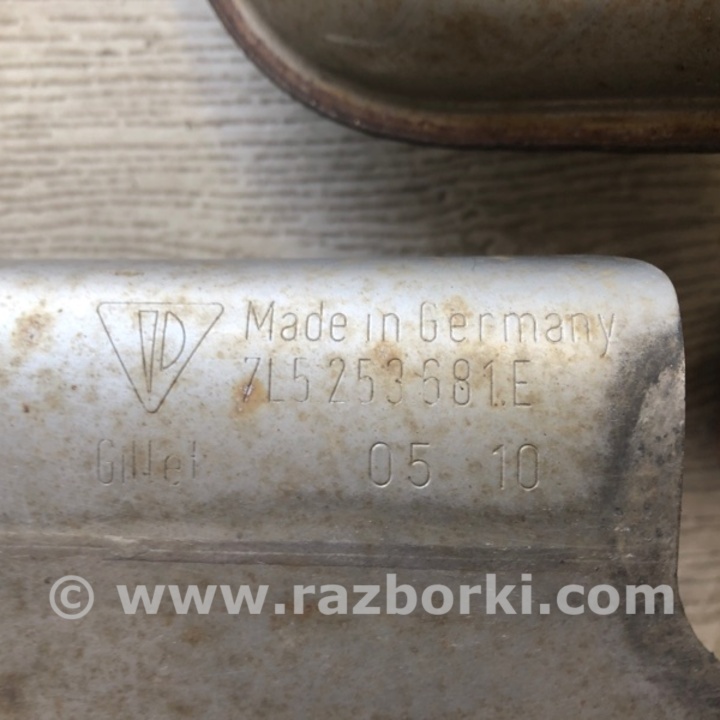 Made in Germany
7L5 253 681.E
Gillet 05 10
© www.razborki.com